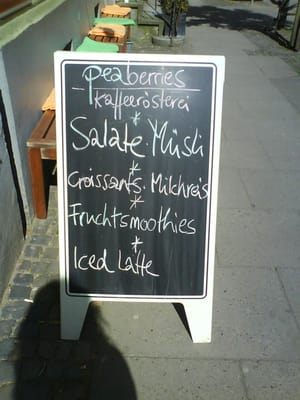 peaberries
Kaffeerösterei
*
Salate · Müsli
*
Croissants · Milchreis
*
Fruchtsmoothies
*
Iced Latte